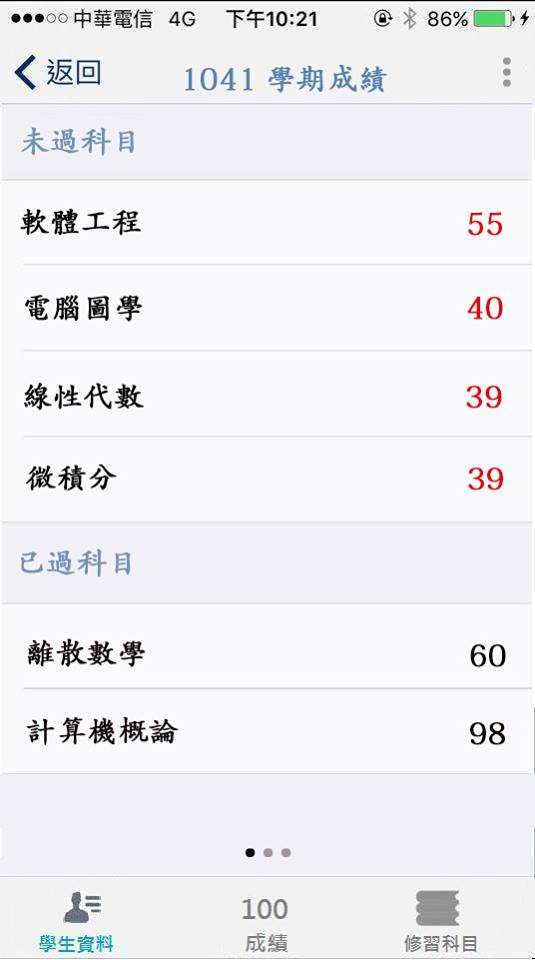 中華電信 4G 下午10:21 86%
返回 1041 學期成績
未過科目
軟體工程 55
電腦圖學 40
線性代數 39
微積分 39
已過科目
離散數學 60
計算機概論 98
100
學生資料 成績 修習科目